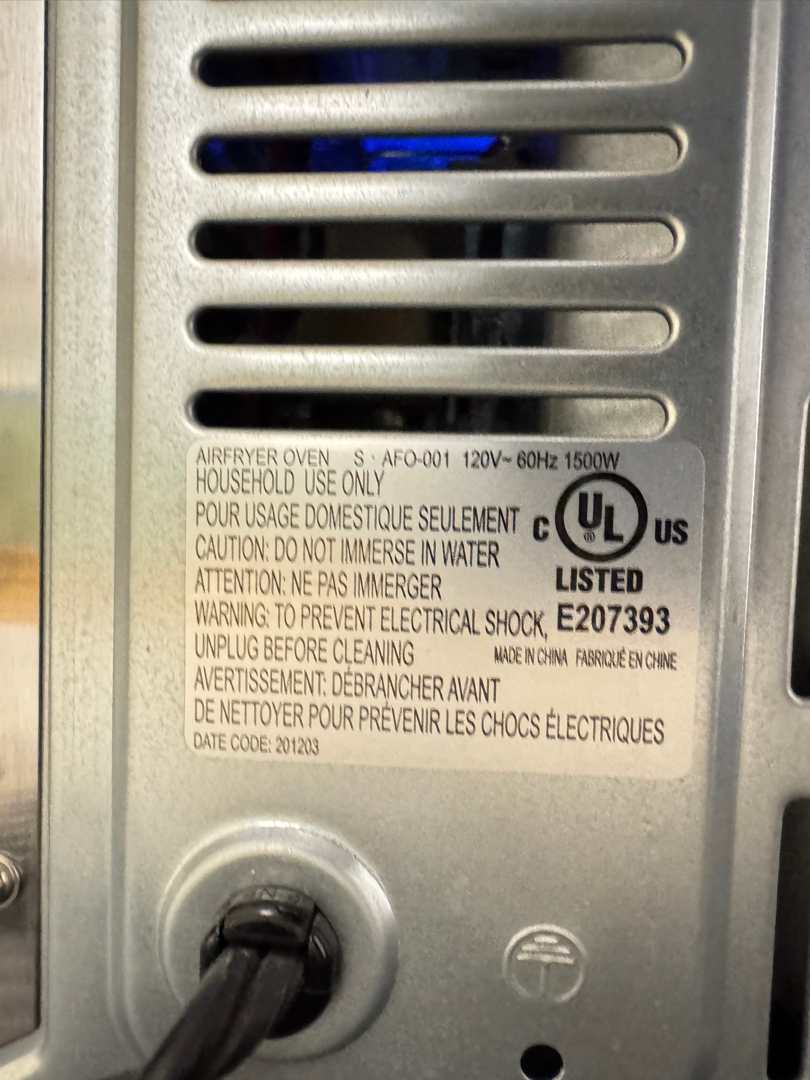 AIRFRYER OVEN S · AFO-001 120V~ 60Hz 1500W
HOUSEHOLD USE ONLY
POUR USAGE DOMESTIQUE SEULEMENT
CAUTION: DO NOT IMMERSE IN WATER
ATTENTION: NE PAS IMMERGER
WARNING: TO PREVENT ELECTRICAL SHOCK,
UNPLUG BEFORE CLEANING
AVERTISSEMENT: DÉBRANCHER AVANT
DE NETTOYER POUR PRÉVENIR LES CHOCS ÉLECTRIQUES
DATE CODE: 201203
C UL ® US
LISTED
E207393
MADE IN CHINA FABRIQUÉ EN CHINE